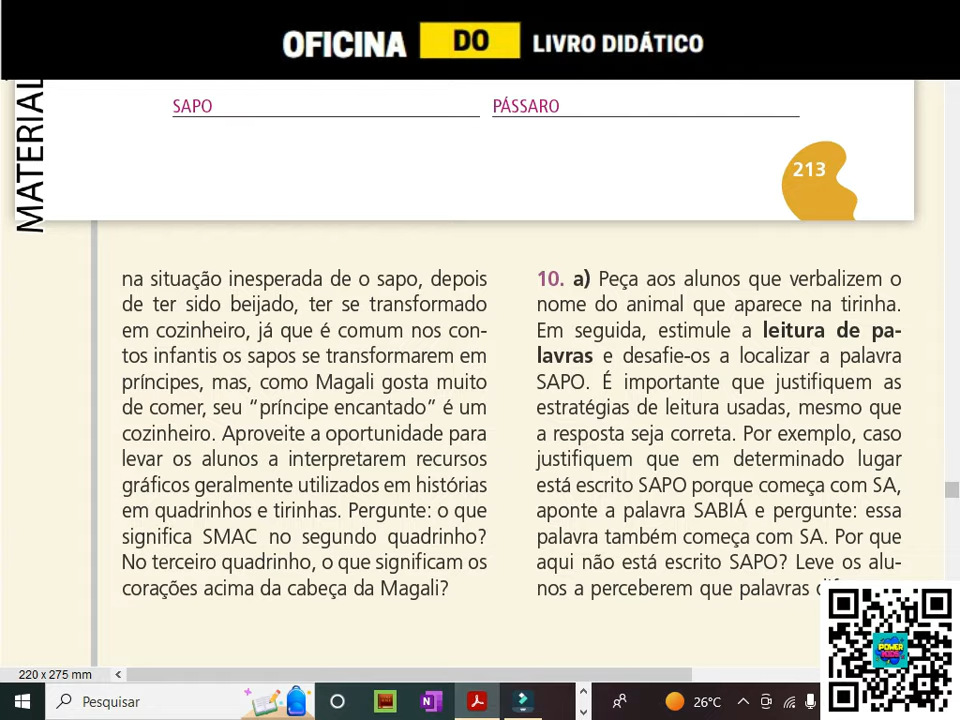 OFICINA DO LIVRO DIDÁTICO
MATERIAL
SAPO PÁSSARO
213
na situação inesperada de o sapo, depois
de ter sido beijado, ter se transformado
em cozinheiro, já que é comum nos con-
tos infantis os sapos se transformarem em
príncipes, mas, como Magali gosta muito
de comer, seu “príncipe encantado” é um
cozinheiro. Aproveite a oportunidade para
levar os alunos a interpretarem recursos
gráficos geralmente utilizados em histórias
em quadrinhos e tirinhas. Pergunte: o que
significa SMAC no segundo quadrinho?
No terceiro quadrinho, o que significam os
corações acima da cabeça da Magali?
10. a) Peça aos alunos que verbalizem o
nome do animal que aparece na tirinha.
Em seguida, estimule a leitura de pa-
lavras e desafie-os a localizar a palavra
SAPO. É importante que justifiquem as
estratégias de leitura usadas, mesmo que
a resposta seja correta. Por exemplo, caso
justifiquem que em determinado lugar
está escrito SAPO porque começa com SA,
aponte a palavra SABIÁ e pergunte: essa
palavra também começa com SA. Por que
aqui não está escrito SAPO? Leve os alu-
nos a perceberem que palavras
POWER KIDS
220 x 275 mm
Pesquisar
26°C